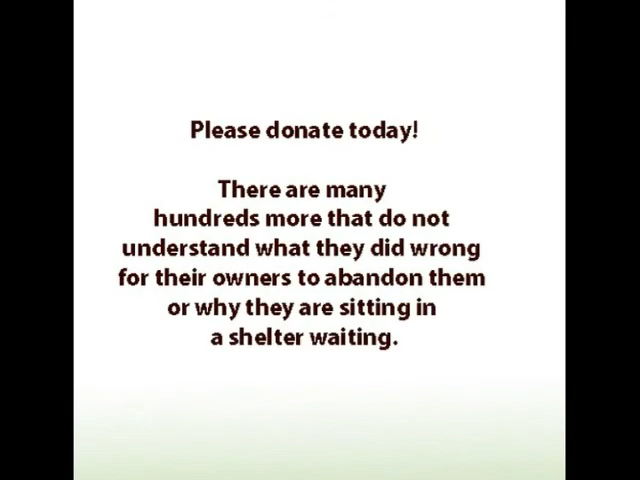 Please donate today!
There are many
hundreds more that do not
understand what they did wrong
for their owners to abandon them
or why they are sitting in
a shelter waiting.